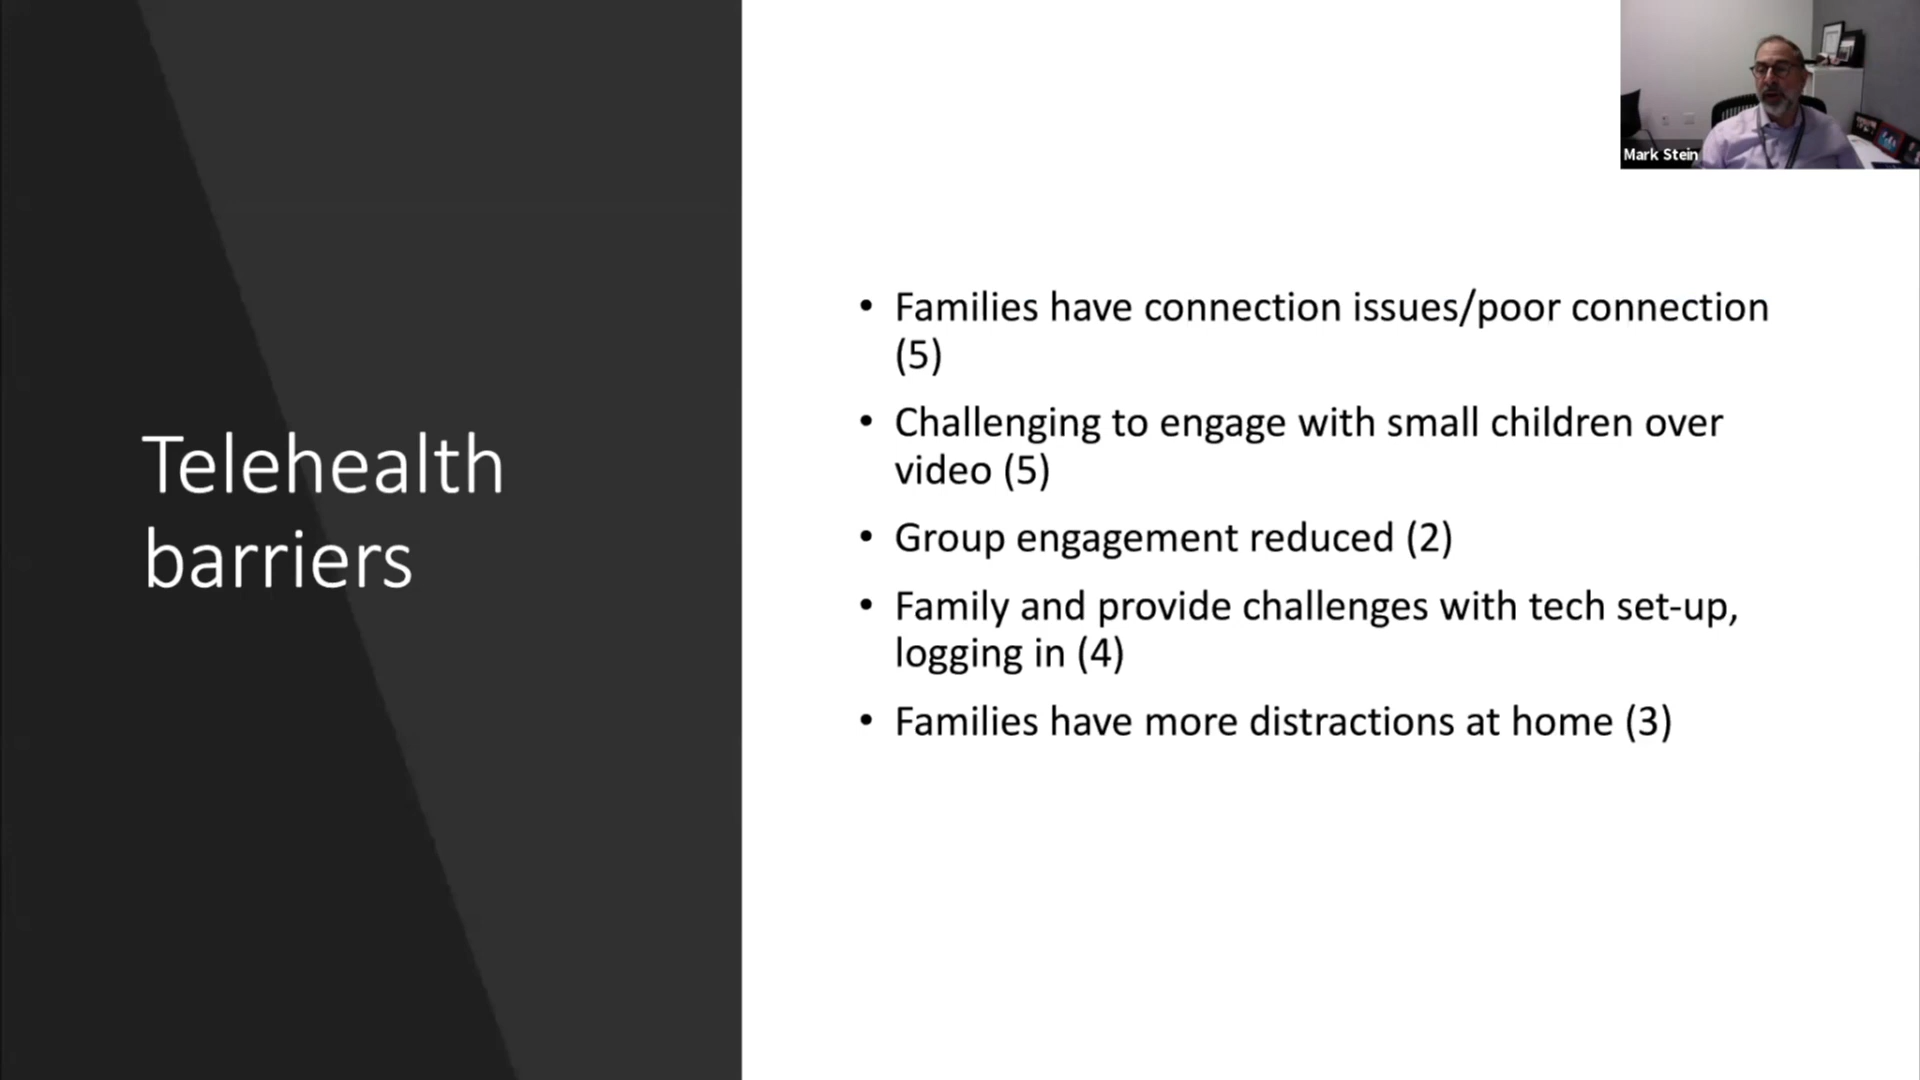 Telehealth
barriers
• Families have connection issues/poor connection
(5)
• Challenging to engage with small children over
video (5)
• Group engagement reduced (2)
• Family and provide challenges with tech set-up,
logging in (4)
• Families have more distractions at home (3)
Mark Stein